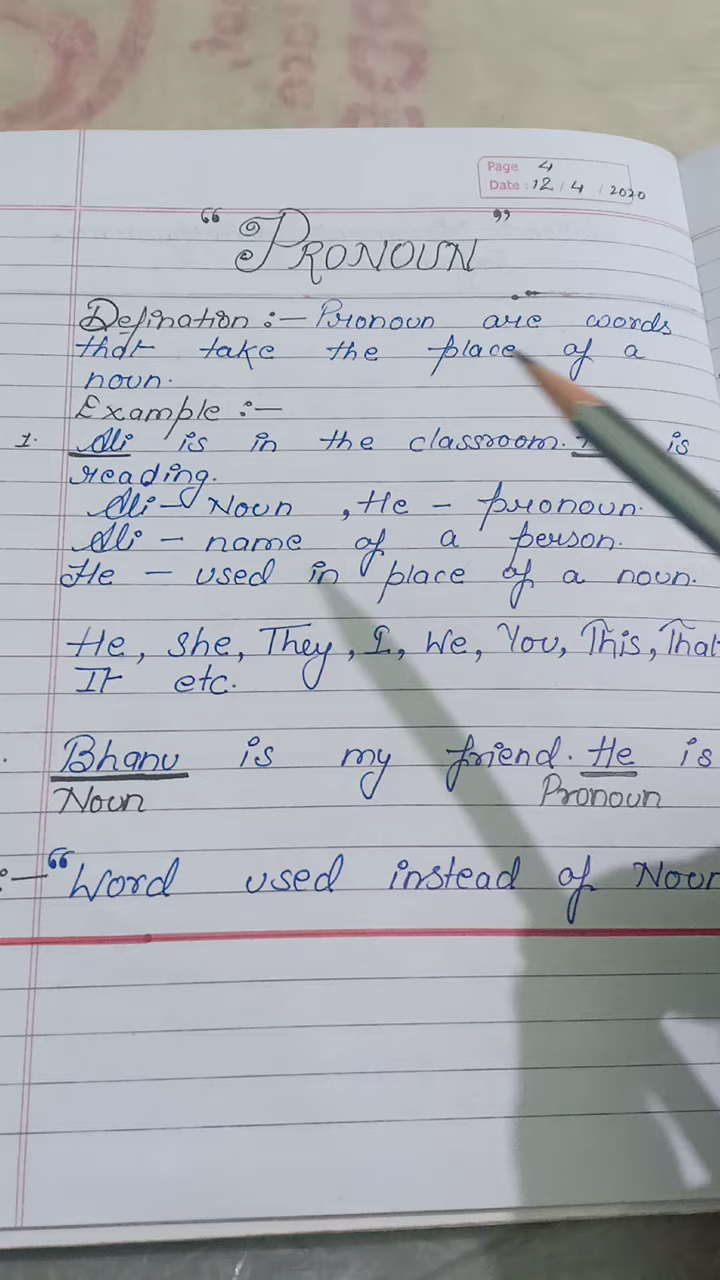 Page 4
Date: 12 / 4 / 2020
“PRONOUN”
Defination :— Pronoun are words
that take the place of a
noun.
Example :—
1. Ali is in the classroom. is
reading.
Ali - Noun , He - pronoun.
Ali - name of a person.
He - used in place of a noun.
He, She, They, I, We, You, This, That
It etc.
Bhanu is my friend. He is
Noun Pronoun
:— “Word used instead of Noun